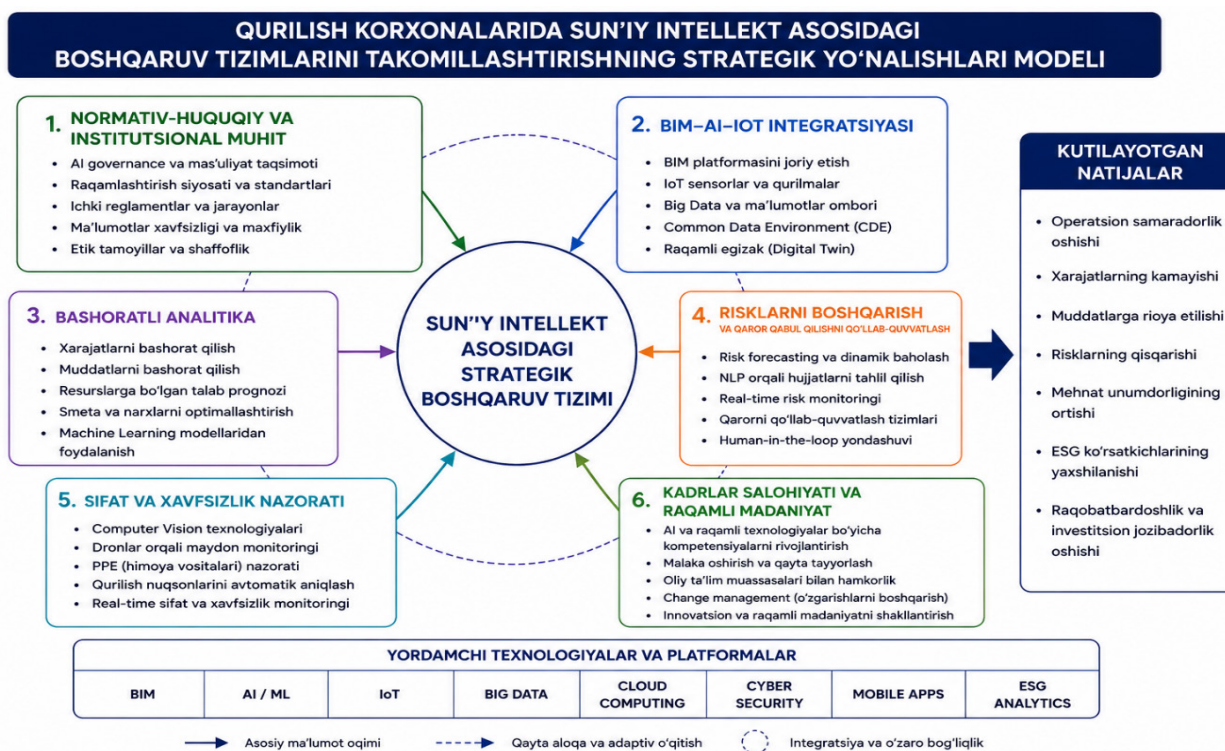 QURILISH KORXONALARIDA SUN'IY INTELLEKT ASOSIDAGI
BOSHQARUV TIZIMLARINI TAKOMILLASHTIRISHNING STRATEGIK YO‘NALISHLARI MODELI
1. NORMATIV-HUQUQIY VA
INSTITUTSIONAL MUHIT
• AI governance va mas'uliyat taqsimoti
• Raqamlashtirish siyosati va standartlari
• Ichki reglamentlar va jarayonlar
• Ma'lumotlar xavfsizligi va maxfiylik
• Etik tamoyillar va shaffoflik
2. BIM–AI–IOT INTEGRATSIYASI
• BIM platformasini joriy etish
• IoT sensorlar va qurilmalar
• Big Data va ma'lumotlar ombori
• Common Data Environment (CDE)
• Raqamli egizak (Digital Twin)
3. BASHORATLI ANALITIKA
• Xarajatlarni bashorat qilish
• Muddatlarni bashorat qilish
• Resurslarga bo‘lgan talab prognozi
• Smeta va narxlarni optimallashtirish
• Machine Learning modellaridan
foydalanish
SUN''Y INTELLEKT
ASOSIDAGI
STRATEGIK
BOSHQARUV TIZIMI
4. RISKLARNI BOSHQARISH
VA QAROR QABUL QILISHNI QO‘LLAB-QUVVATLASH
• Risk forecasting va dinamik baholash
• NLP orqali hujjatlarni tahlil qilish
• Real-time risk monitoringi
• Qarorni qo‘llab-quvvatlash tizimlari
• Human-in-the-loop yondashuvi
5. SIFAT VA XAVFSIZLIK NAZORATI
• Computer Vision texnologiyalari
• Dronlar orqali maydon monitoringi
• PPE (himoya vositalari) nazorati
• Qurilish nuqsonlarini avtomatik aniqlash
• Real-time sifat va xavfsizlik monitoringi
6. KADRLAR SALOHIYATI VA
RAQAMLI MADANIYAT
• AI va raqamli texnologiyalar bo‘yicha
kompetensiyalarni rivojlantirish
• Malaka oshirish va qayta tayyorlash
• Oliy ta'lim muassasalari bilan hamkorlik
• Change management (o‘zgarishlarni boshqarish)
• Innovatsion va raqamli madaniyatni shakllantirish
KUTILAYOTGAN
NATIJALAR
• Operatsion samaradorlik
oshishi
• Xarajatlarning kamayishi
• Muddatlarga rioya etilishi
• Risklarning qisqarishi
• Mehnat unumdorligining
ortishi
• ESG ko‘rsatkichlarining
yaxshilanishi
• Raqobatbardoshlik va
investitsion jozibadorlik
oshishi
YORDAMCHI TEXNOLOGIYALAR VA PLATFORMALAR
BIM
AI / ML
IoT
BIG DATA
CLOUD
COMPUTING
CYBER
SECURITY
MOBILE APPS
ESG
ANALYTICS
Asosiy ma'lumot oqimi
Qayta aloqa va adaptiv o‘qitish
Integratsiya va o‘zaro bog‘liqlik